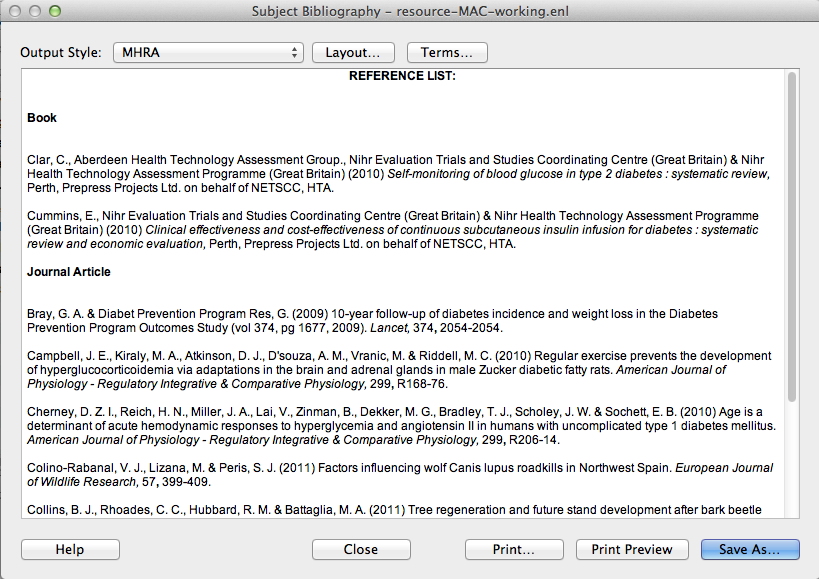 Subject Bibliography – resource-MAC-working.enl
Output Style: MHRA Layout... Terms...
REFERENCE LIST:
Book
Clar, C., Aberdeen Health Technology Assessment Group., Nihr Evaluation Trials and Studies Coordinating Centre (Great Britain) & Nihr
Health Technology Assessment Programme (Great Britain) (2010) Self-monitoring of blood glucose in type 2 diabetes : systematic review,
Perth, Prepress Projects Ltd. on behalf of NETSCC, HTA.
Cummins, E., Nihr Evaluation Trials and Studies Coordinating Centre (Great Britain) & Nihr Health Technology Assessment Programme
(Great Britain) (2010) Clinical effectiveness and cost-effectiveness of continuous subcutaneous insulin infusion for diabetes : systematic
review and economic evaluation, Perth, Prepress Projects Ltd. on behalf of NETSCC, HTA.
Journal Article
Bray, G. A. & Diabet Prevention Program Res, G. (2009) 10-year follow-up of diabetes incidence and weight loss in the Diabetes
Prevention Program Outcomes Study (vol 374, pg 1677, 2009). Lancet, 374, 2054-2054.
Campbell, J. E., Kiraly, M. A., Atkinson, D. J., D'souza, A. M., Vranic, M. & Riddell, M. C. (2010) Regular exercise prevents the development
of hyperglucocorticoidemia via adaptations in the brain and adrenal glands in male Zucker diabetic fatty rats. American Journal of
Physiology - Regulatory Integrative & Comparative Physiology, 299, R168-76.
Cherney, D. Z. I., Reich, H. N., Miller, J. A., Lai, V., Zinman, B., Dekker, M. G., Bradley, T. J., Scholey, J. W. & Sochett, E. B. (2010) Age is a
determinant of acute hemodynamic responses to hyperglycemia and angiotensin II in humans with uncomplicated type 1 diabetes mellitus.
American Journal of Physiology - Regulatory Integrative & Comparative Physiology, 299, R206-14.
Colino-Rabanal, V. J., Lizana, M. & Peris, S. J. (2011) Factors influencing wolf Canis lupus roadkills in Northwest Spain. European Journal
of Wildlife Research, 57, 399-409.
Collins, B. J., Rhoades, C. C., Hubbard, R. M. & Battaglia, M. A. (2011) Tree regeneration and future stand development after bark beetle
Help Close Print... Print Preview Save As...